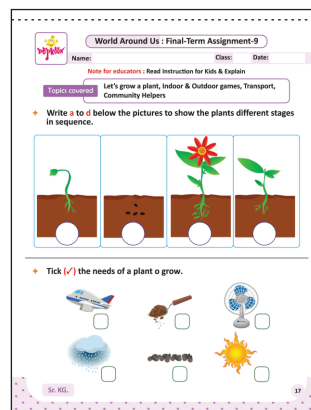 World Around Us : Final-Term Assignment-9
Name: Class: Date:
Note for educators : Read Instruction for Kids & Explain
Topics covered
Let's grow a plant, Indoor & Outdoor games, Transport,
Community Helpers
Write a to d below the pictures to show the plants different stages
in sequence.
Tick (✓) the needs of a plant o grow.
Sr. KG.
17